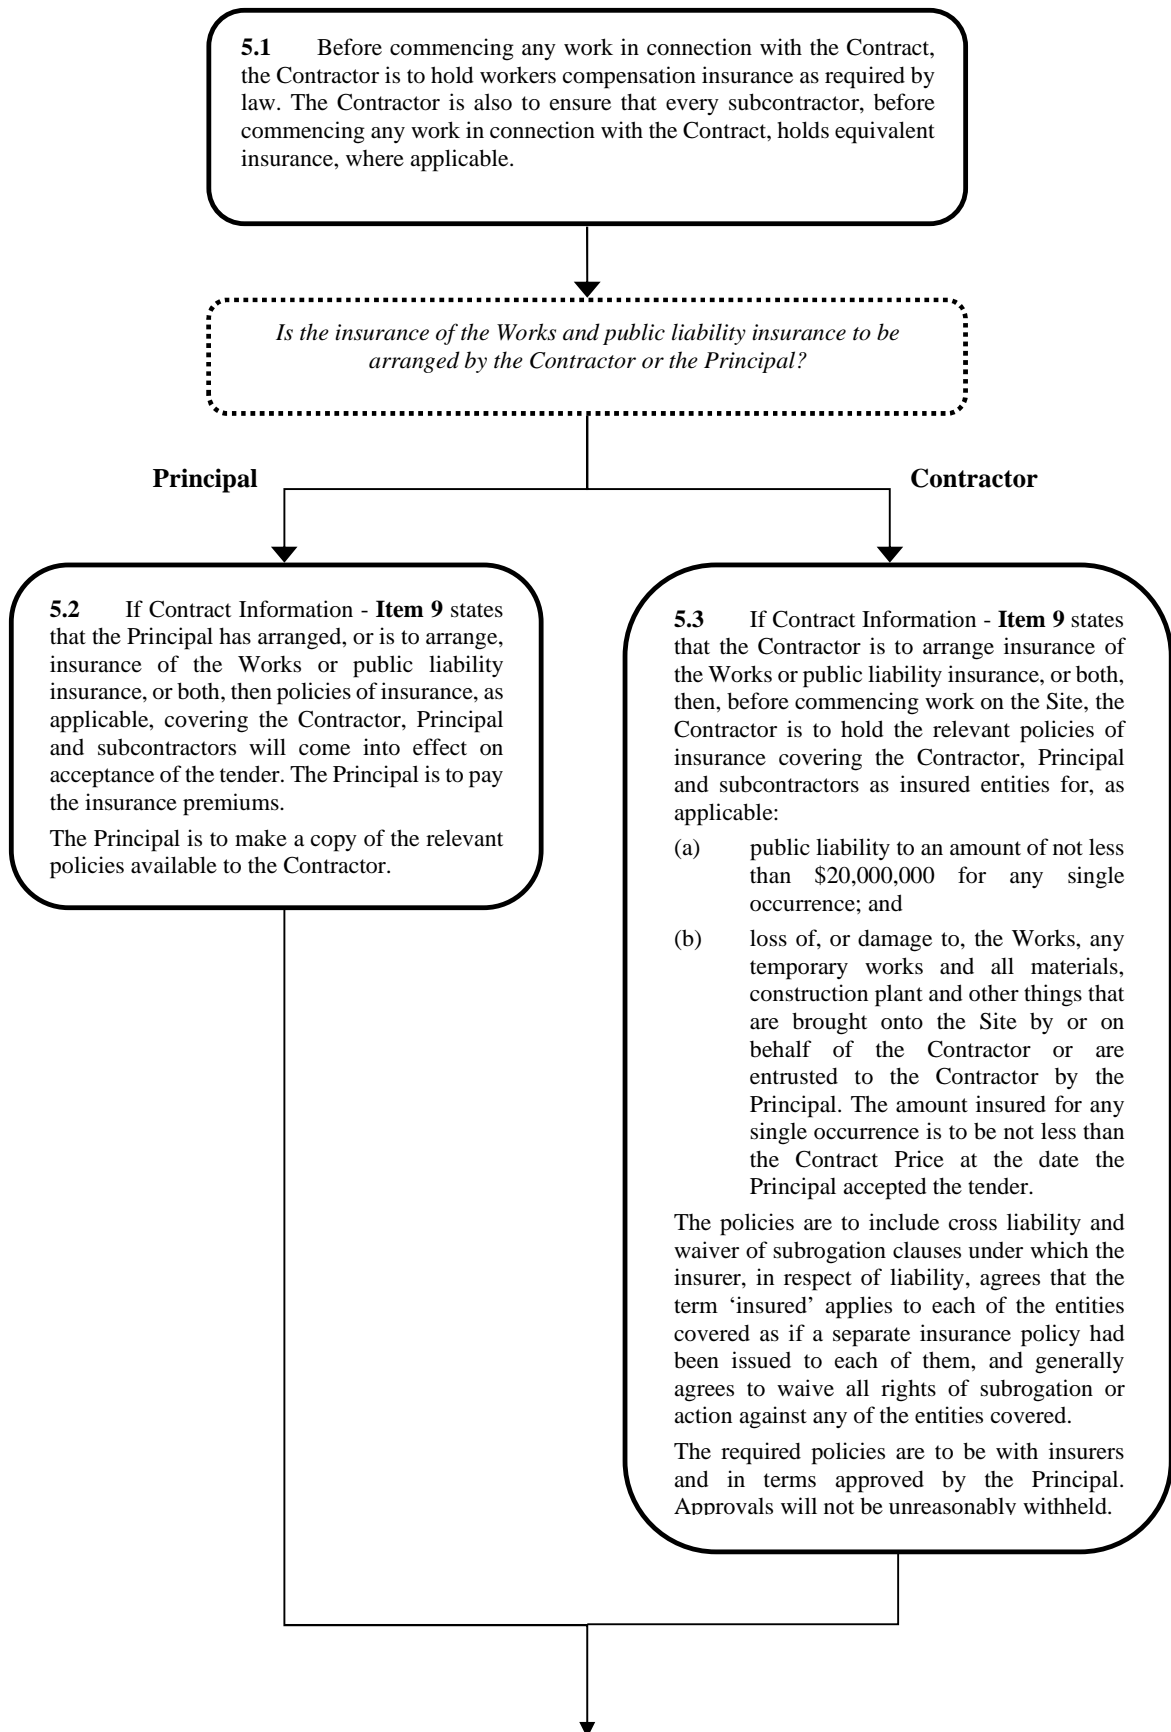 5.1 Before commencing any work in connection with the Contract,
the Contractor is to hold workers compensation insurance as required by
law. The Contractor is also to ensure that every subcontractor, before
commencing any work in connection with the Contract, holds equivalent
insurance, where applicable.
Is the insurance of the Works and public liability insurance to be
arranged by the Contractor or the Principal?
Principal
Contractor
5.2 If Contract Information - Item 9 states
that the Principal has arranged, or is to arrange,
insurance of the Works or public liability
insurance, or both, then policies of insurance, as
applicable, covering the Contractor, Principal
and subcontractors will come into effect on
acceptance of the tender. The Principal is to pay
the insurance premiums.
The Principal is to make a copy of the relevant
policies available to the Contractor.
5.3 If Contract Information - Item 9 states
that the Contractor is to arrange insurance of
the Works or public liability insurance, or both,
then, before commencing work on the Site, the
Contractor is to hold the relevant policies of
insurance covering the Contractor, Principal
and subcontractors as insured entities for, as
applicable:
(a) public liability to an amount of not less
than $20,000,000 for any single
occurrence; and
(b) loss of, or damage to, the Works, any
temporary works and all materials,
construction plant and other things that
are brought onto the Site by or on
behalf of the Contractor or are
entrusted to the Contractor by the
Principal. The amount insured for any
single occurrence is to be not less than
the Contract Price at the date the
Principal accepted the tender.
The policies are to include cross liability and
waiver of subrogation clauses under which the
insurer, in respect of liability, agrees that the
term ‘insured’ applies to each of the entities
covered as if a separate insurance policy had
been issued to each of them, and generally
agrees to waive all rights of subrogation or
action against any of the entities covered.
The required policies are to be with insurers
and in terms approved by the Principal.
Approvals will not be unreasonably withheld.